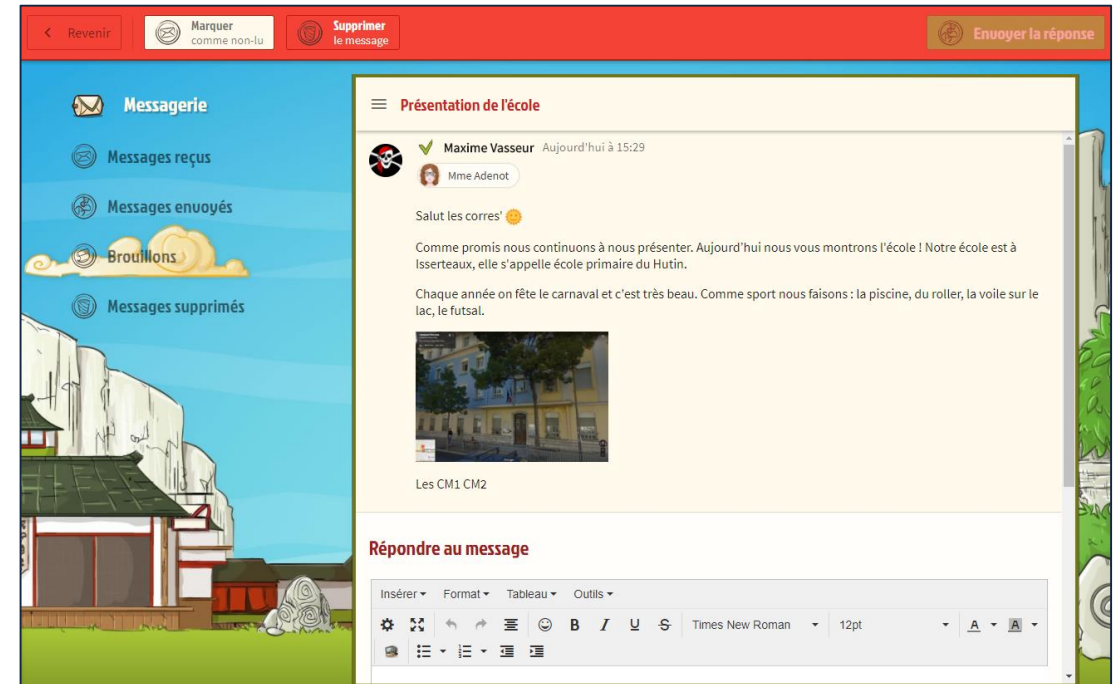 Revenir
Marquer
comme non-lu
Supprimer
le message
Envoyer la réponse
Messagerie
Messages reçus
Messages envoyés
Brouillons
Messages supprimés
Présentation de l'école
Maxime Vasseur Aujourd'hui à 15:29
Mme Adenot
Salut les corres'
Comme promis nous continuons à nous présenter. Aujourd'hui nous vous montrons l'école ! Notre école est à
Isserteaux, elle s'appelle école primaire du Hutin.
Chaque année on fête le carnaval et c'est très beau. Comme sport nous faisons : la piscine, du roller, la voile sur le
lac, le futsal.
Les CM1 CM2
Répondre au message
Insérer Format Tableau Outils
B I U S Times New Roman 12pt A A